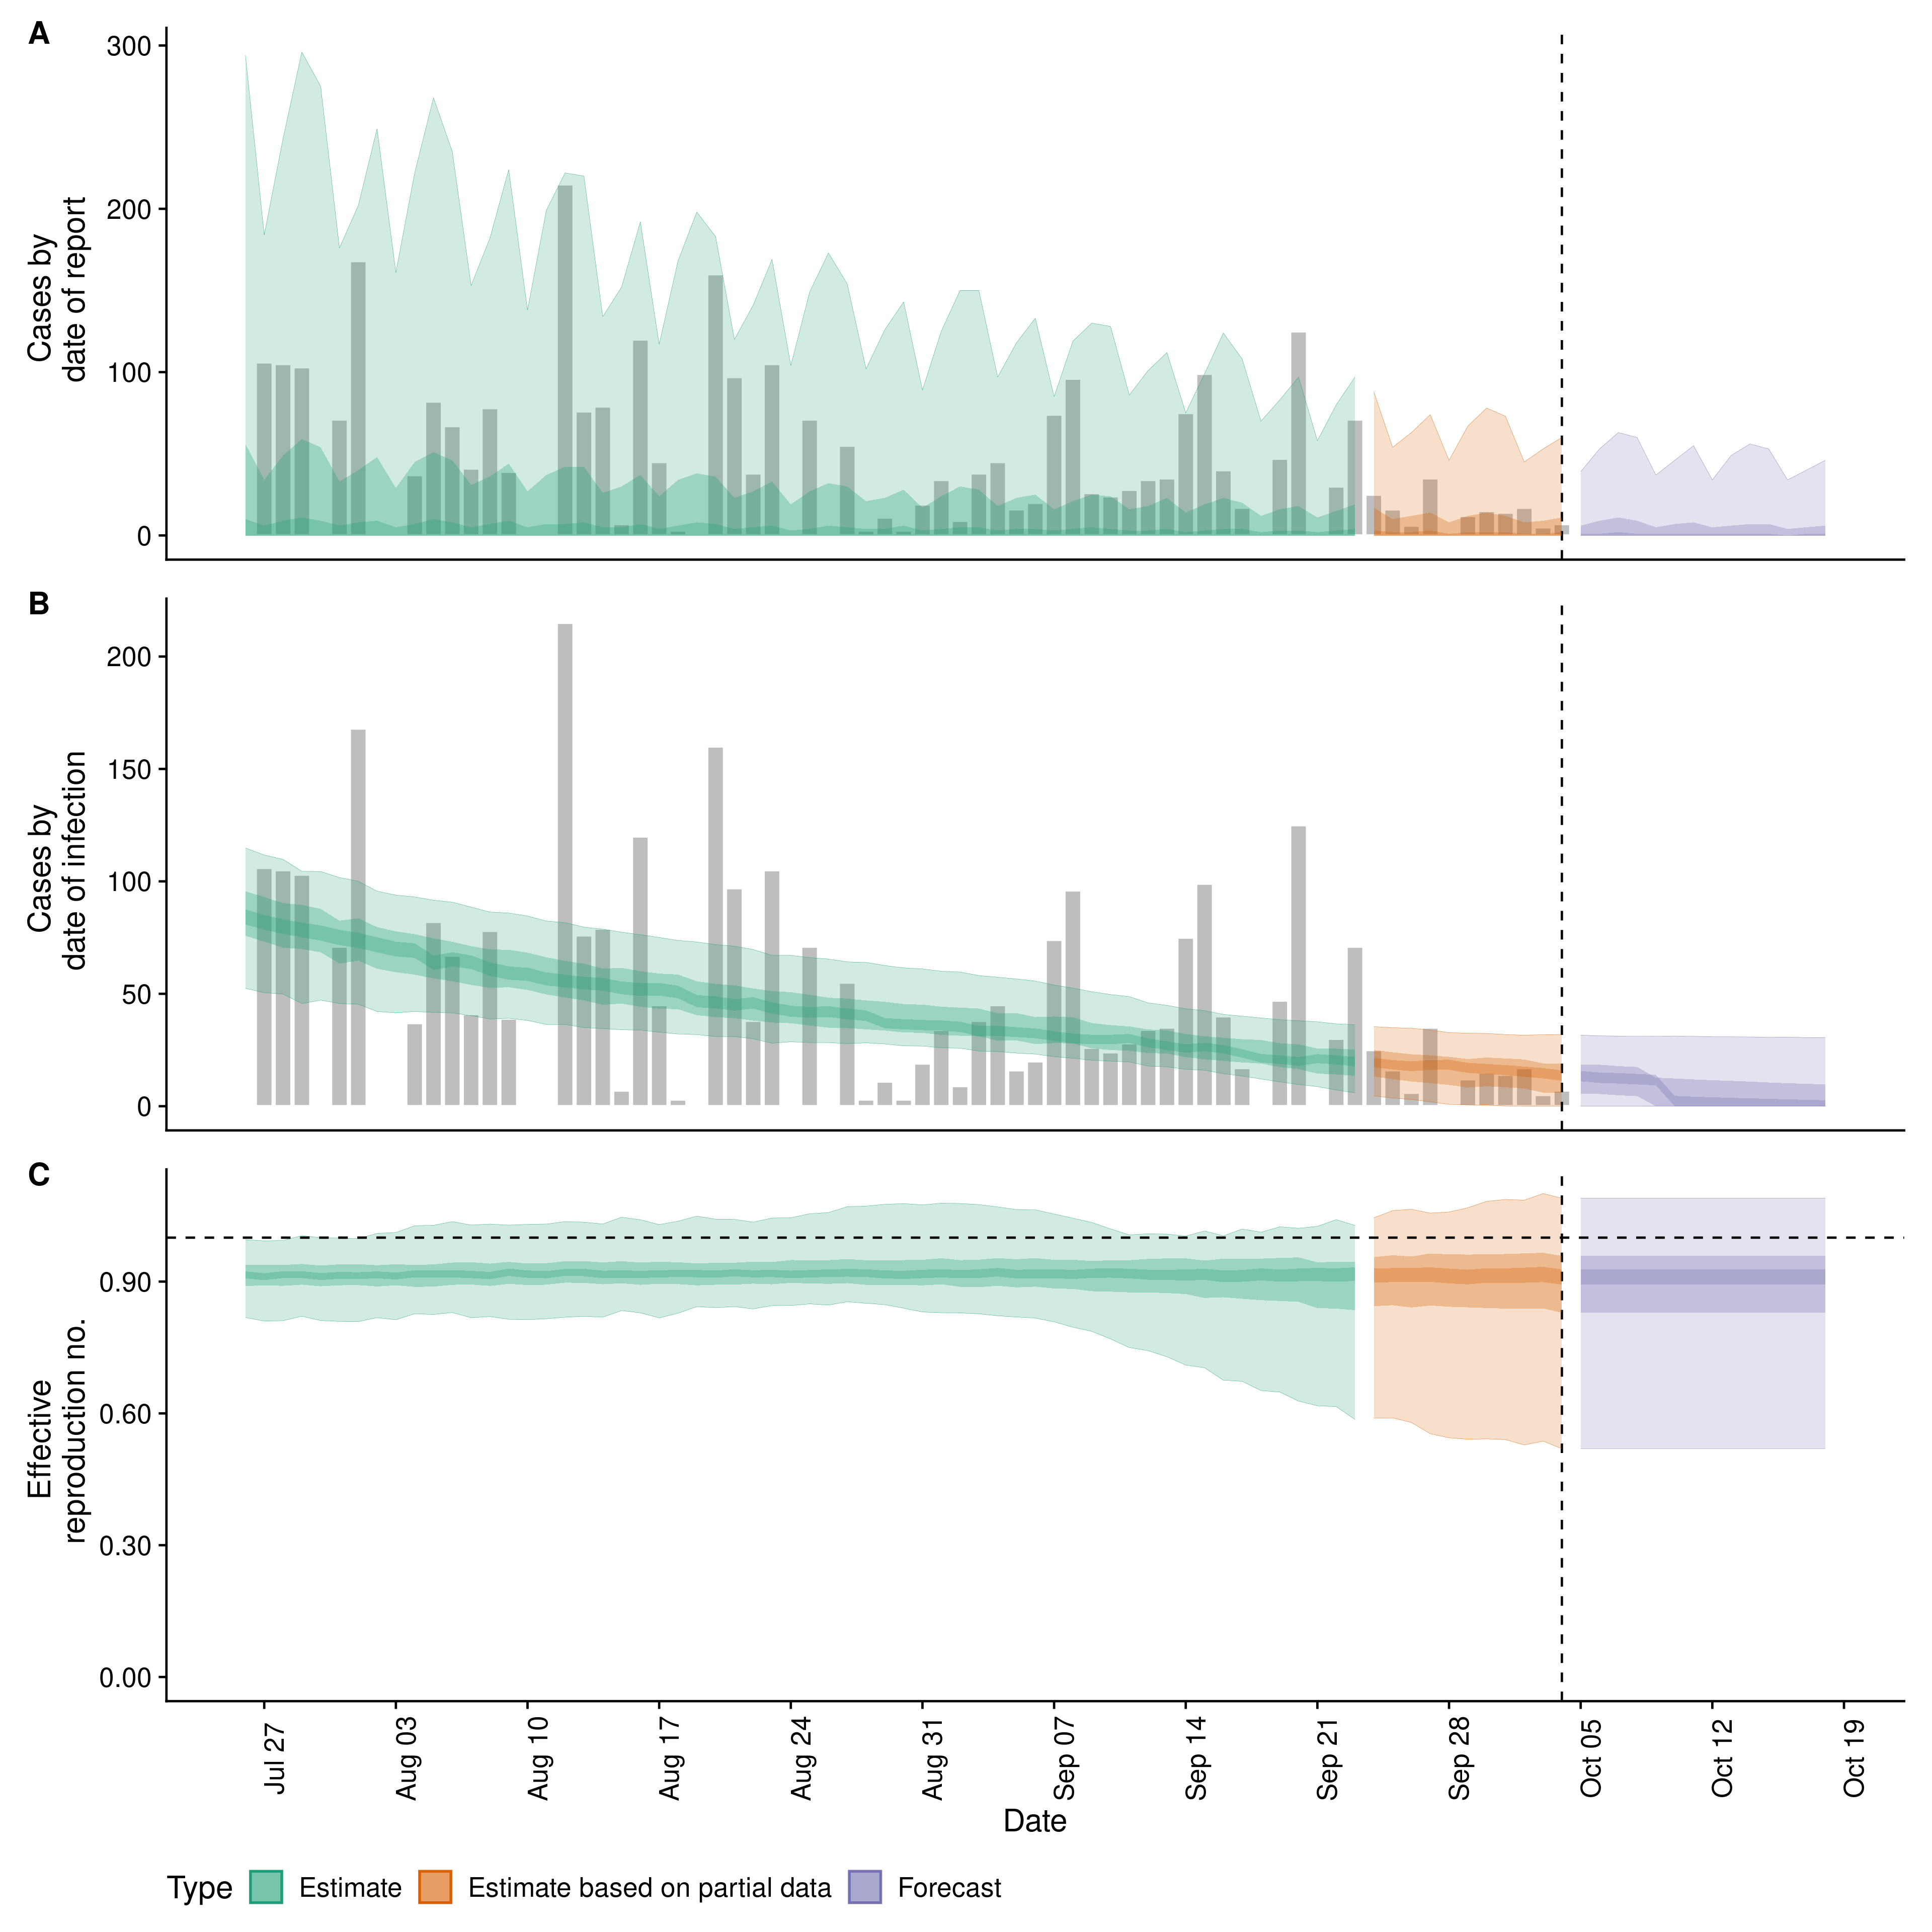 A
300
200
100
0
Cases by
date of report
B
200
150
100
50
0
Cases by
date of infection
C
0.90
0.60
0.30
0.00
Effective
reproduction no.
Jul 27
Aug 03
Aug 10
Aug 17
Aug 24
Aug 31
Sep 07
Sep 14
Sep 21
Sep 28
Oct 05
Oct 12
Oct 19
Date
Type Estimate Estimate based on partial data Forecast